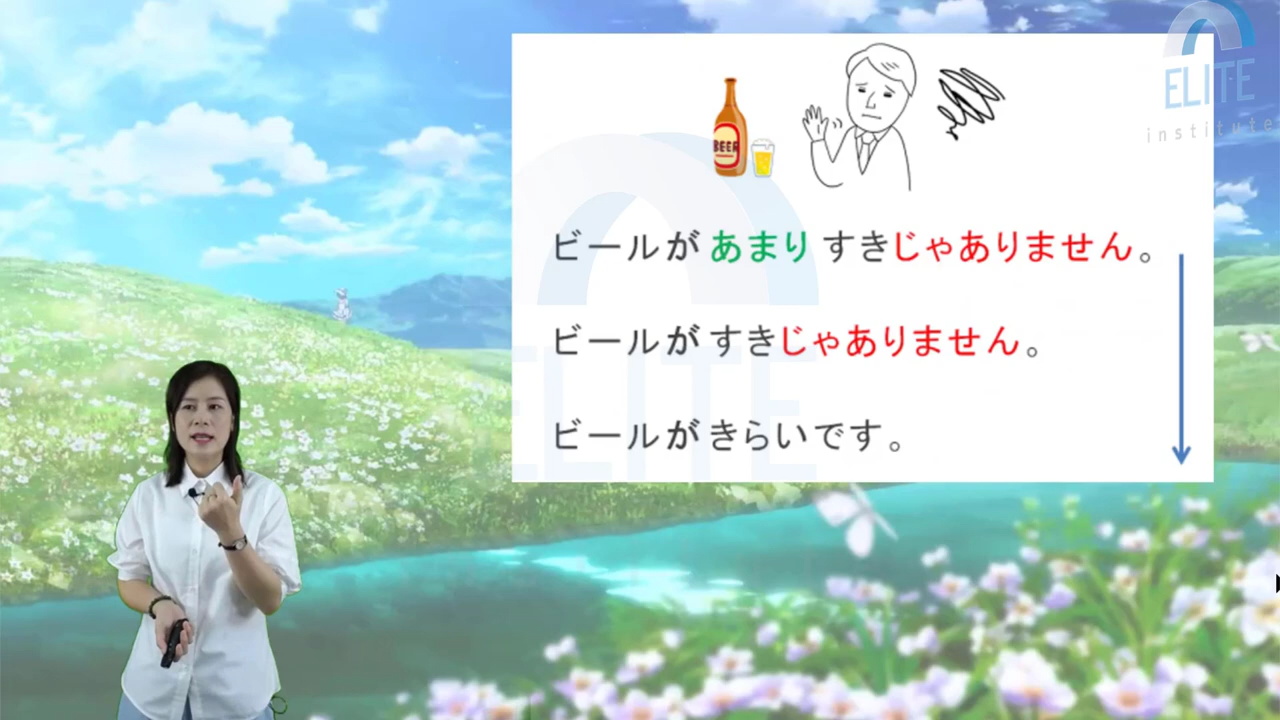 ELITE
institute
BEER
ビールが あまり すきじゃありません。
ビールが すきじゃありません。
ビールが きらいです。
ELITE